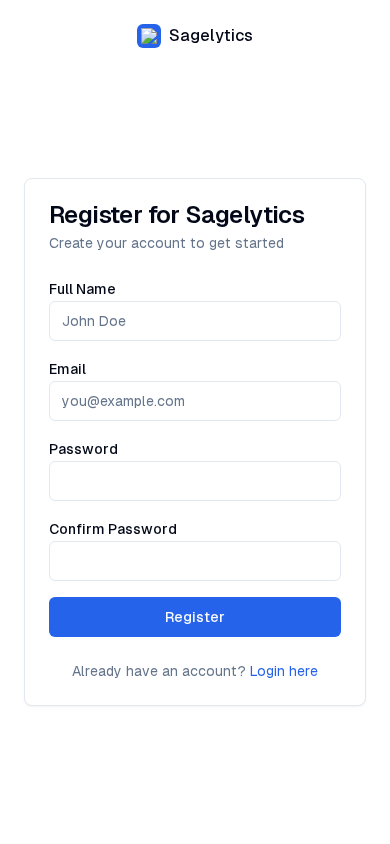 Sagelytics
Register for Sagelytics
Create your account to get started
Full Name
John Doe
Email
you@example.com
Password
Confirm Password
Register
Already have an account? Login here